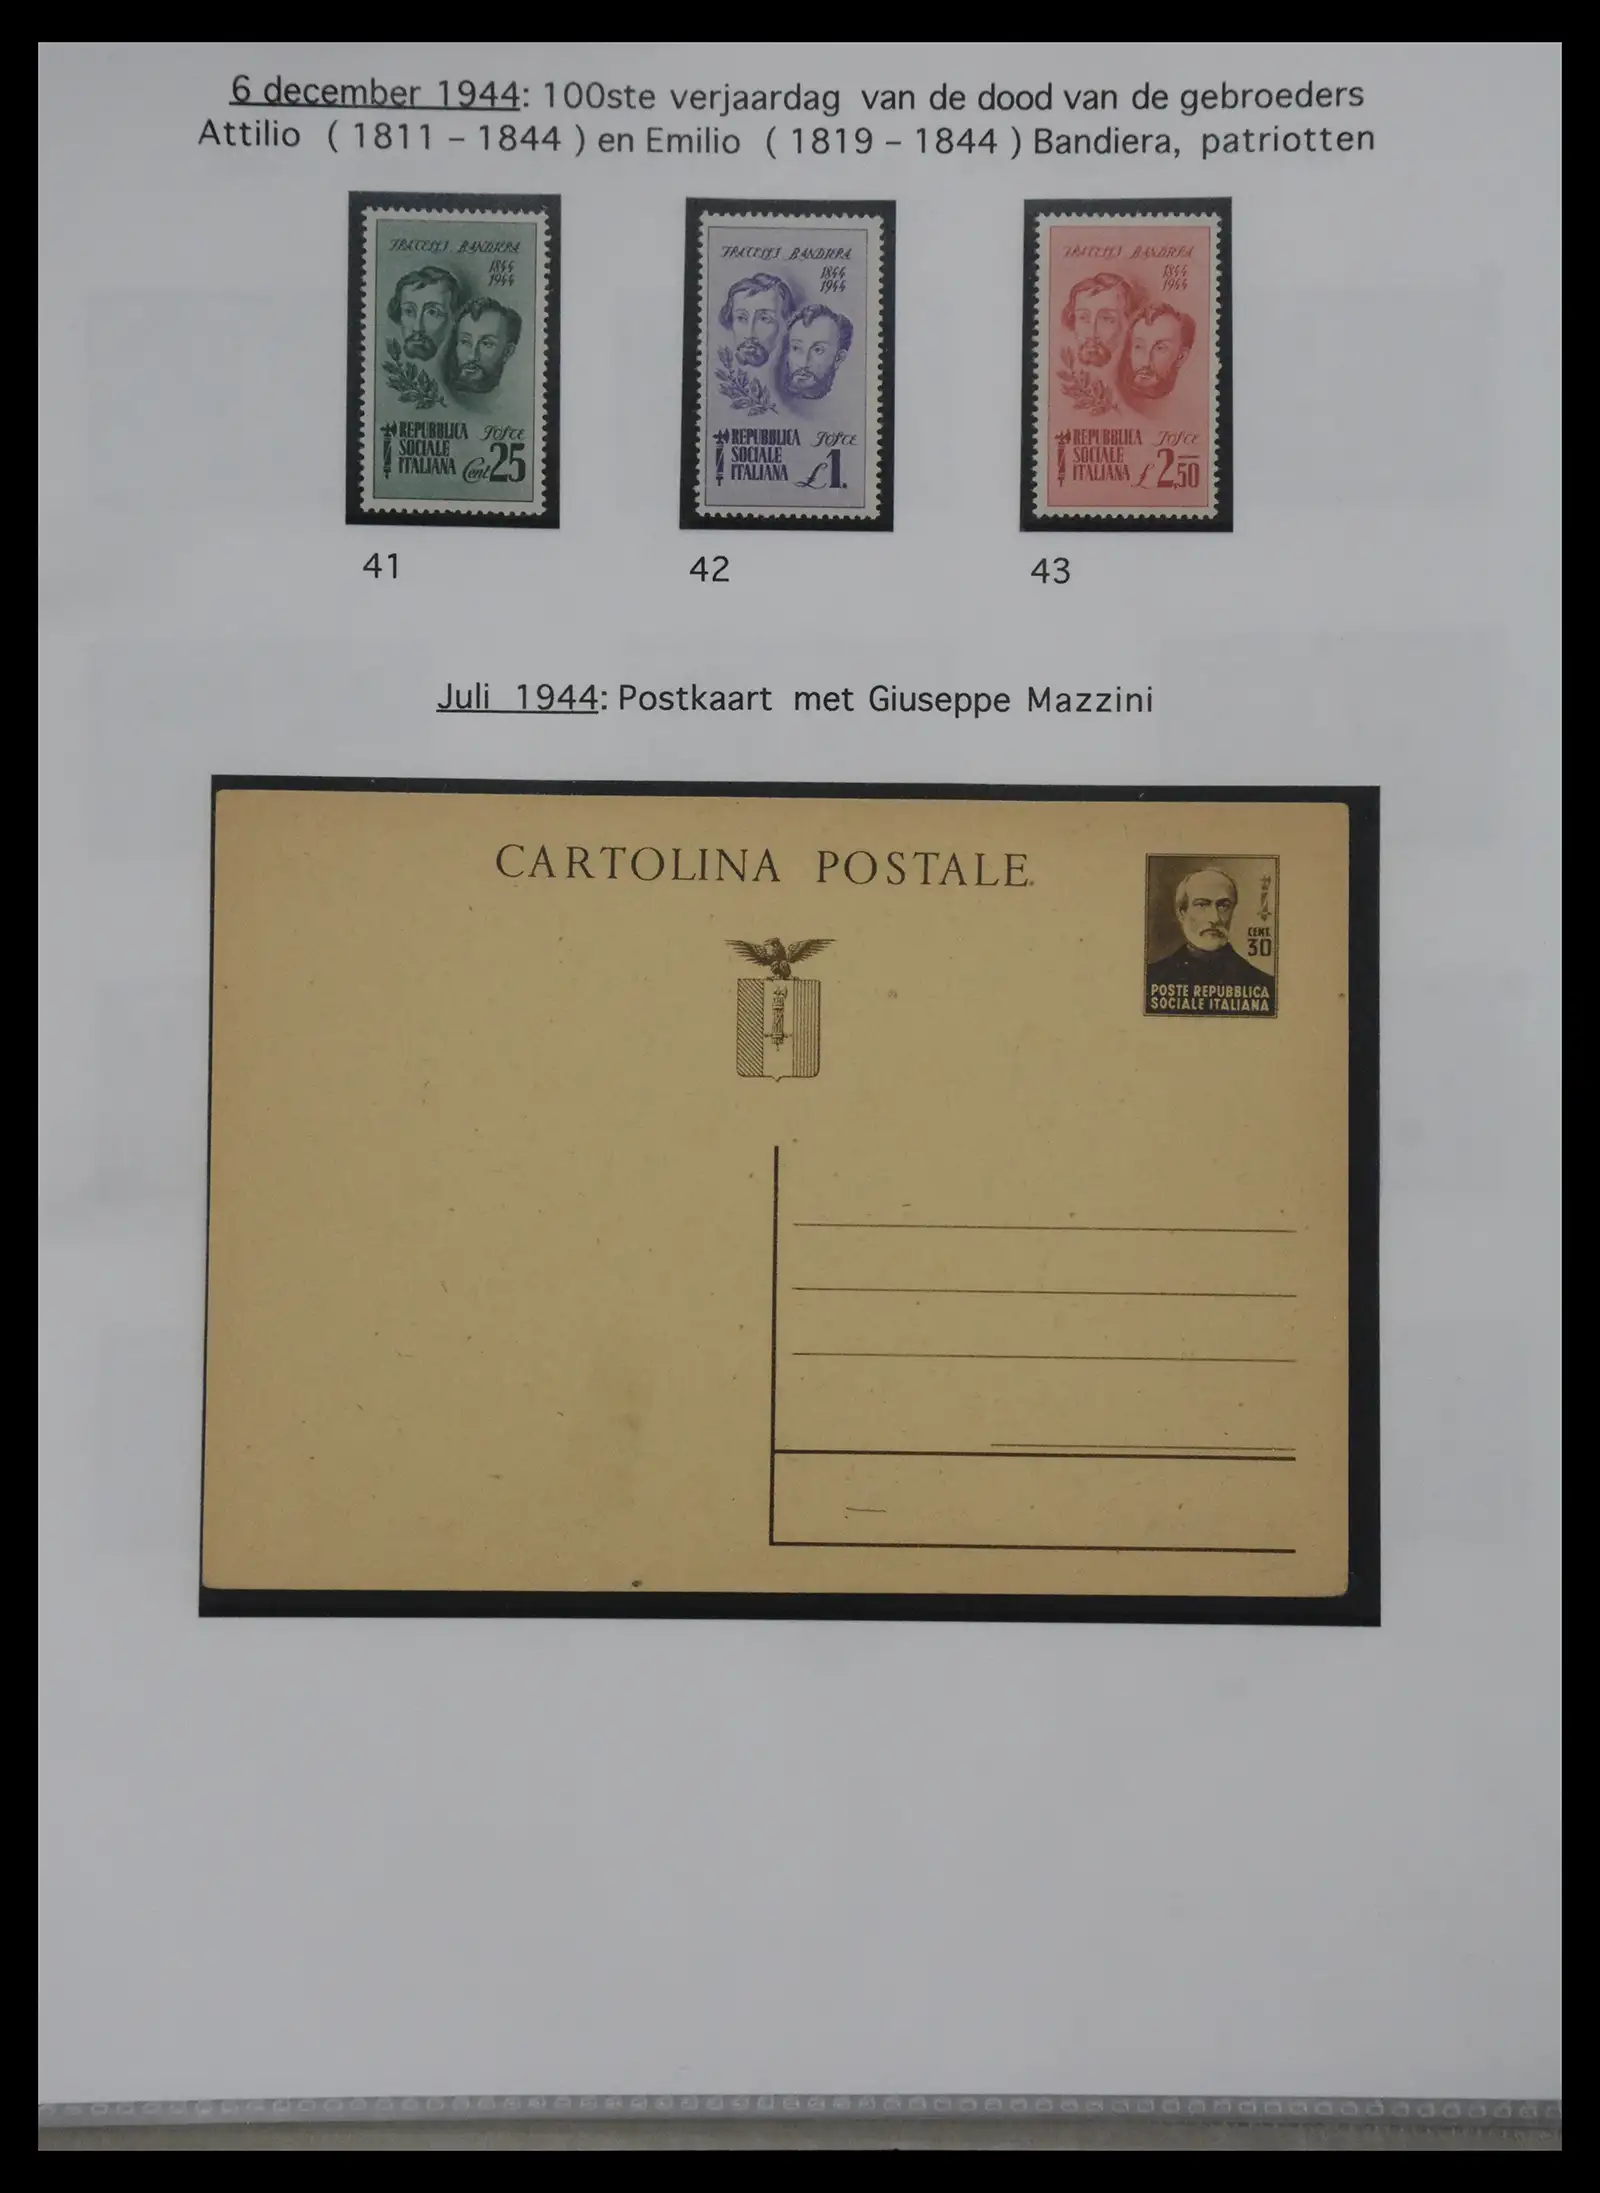 6 december 1944: 100ste verjaardag van de dood van de gebroeders
Attilio ( 1811 - 1844 ) en Emilio ( 1819 - 1844 ) Bandiera, patriotten
FRATELLI BANDIERA
1844
1944
REPUBBLICA
SOCIALE
ITALIANA
POSTE
Cent 25
FRATELLI BANDIERA
1844
1944
REPUBBLICA
SOCIALE
ITALIANA
POSTE
£1.
FRATELLI BANDIERA
1844
1944
REPUBBLICA
SOCIALE
ITALIANA
POSTE
£2,50
41
42
43
Juli 1944: Postkaart met Giuseppe Mazzini
CARTOLINA POSTALE.
CENT.
30
POSTE REPUBBLICA
SOCIALE ITALIANA